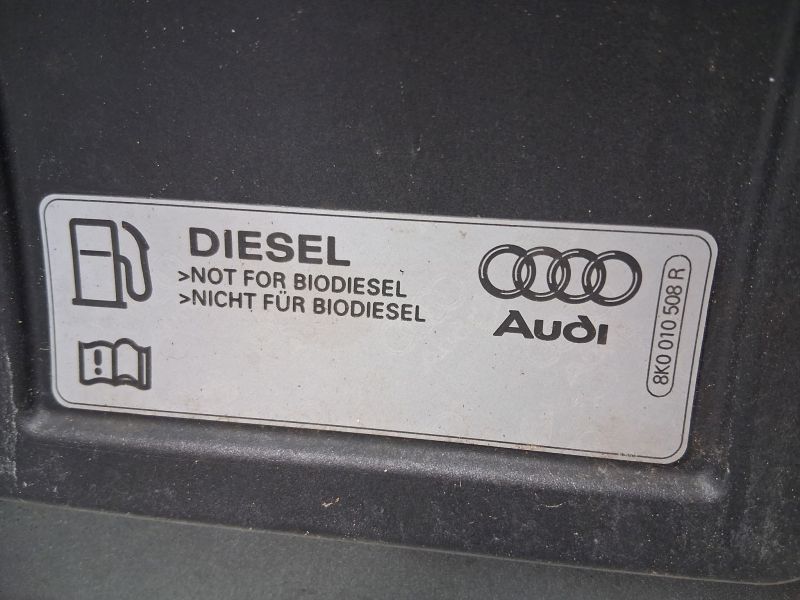 DIESEL
>NOT FOR BIODIESEL
>NICHT FÜR BIODIESEL
Audi
8K0 010 508 R